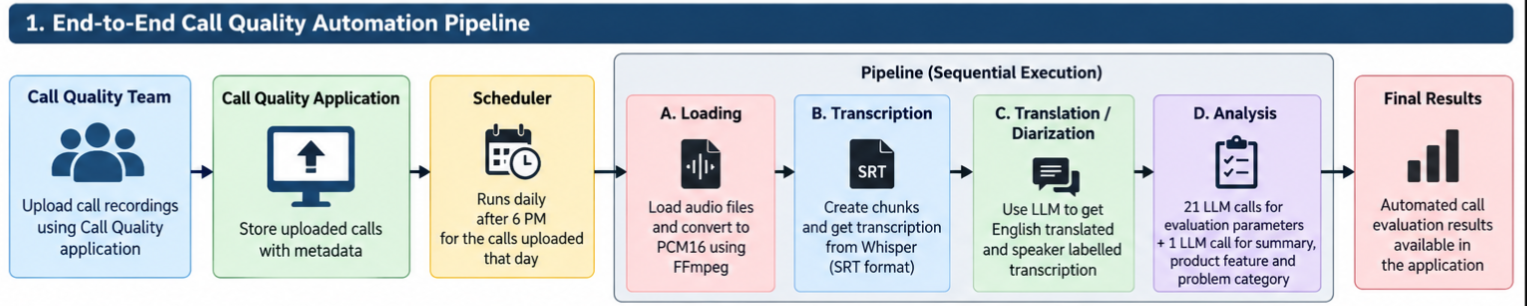 1. End-to-End Call Quality Automation Pipeline
Call Quality Team
Upload call recordings
using Call Quality
application
Call Quality Application
Store uploaded calls
with metadata
Scheduler
Runs daily
after 6 PM
for the calls uploaded
that day
Pipeline (Sequential Execution)
A. Loading
Load audio files
and convert to
PCM16 using
FFmpeg
B. Transcription
SRT
Create chunks
and get transcription
from Whisper
(SRT format)
C. Translation /
Diarization
Use LLM to get
English translated
and speaker labelled
transcription
D. Analysis
21 LLM calls for
evaluation parameters
+ 1 LLM call for summary,
product feature and
problem category
Final Results
Automated call
evaluation results
available in
the application